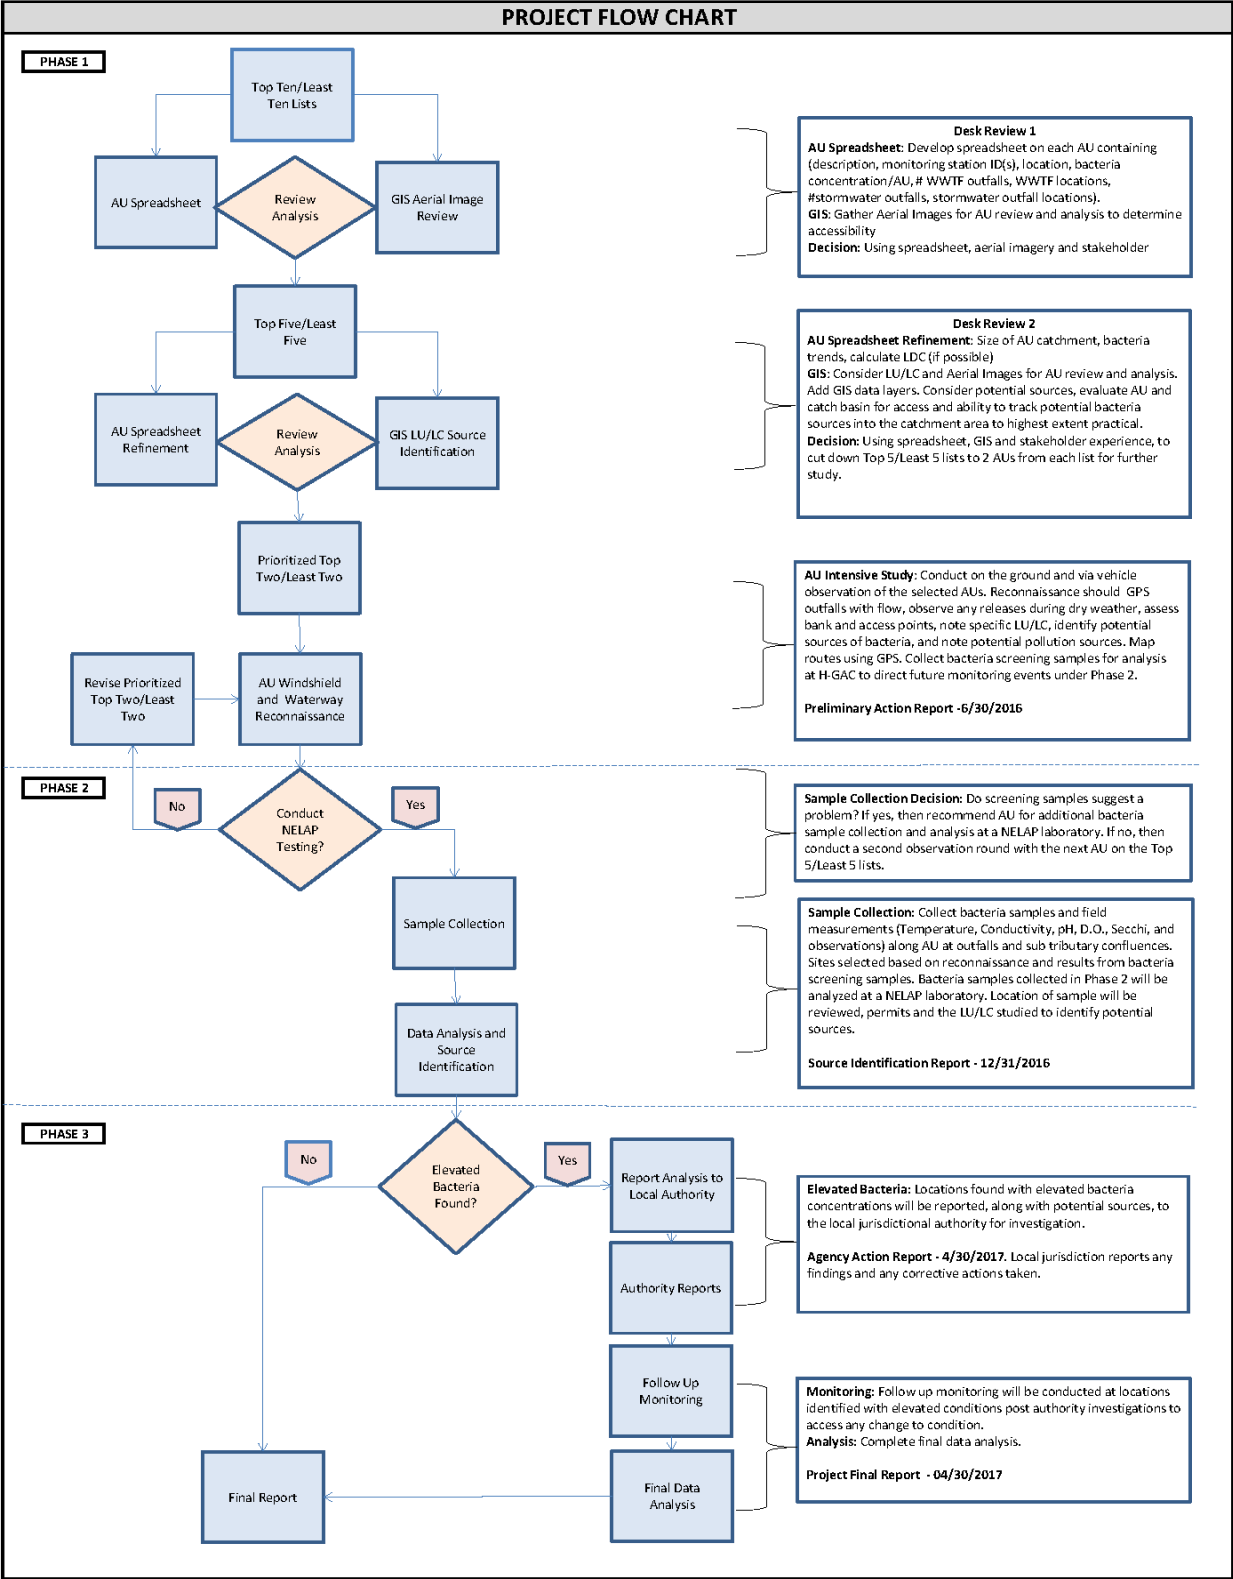 PROJECT FLOW CHART
PHASE 1
Top Ten/Least
Ten Lists
AU Spreadsheet
Review
Analysis
GIS Aerial Image
Review
Desk Review 1
AU Spreadsheet: Develop spreadsheet on each AU containing
(description, monitoring station ID(s), location, bacteria
concentration/AU, # WWTF outfalls, WWTF locations,
#stormwater outfalls, stormwater outfall locations).
GIS: Gather Aerial Images for AU review and analysis to determine
accessibility
Decision: Using spreadsheet, aerial imagery and stakeholder
Top Five/Least
Five
AU Spreadsheet
Refinement
Review
Analysis
GIS LU/LC Source
Identification
Desk Review 2
AU Spreadsheet Refinement: Size of AU catchment, bacteria
trends, calculate LDC (if possible)
GIS: Consider LU/LC and Aerial Images for AU review and analysis.
Add GIS data layers. Consider potential sources, evaluate AU and
catch basin for access and ability to track potential bacteria
sources into the catchment area to highest extent practical.
Decision: Using spreadsheet, GIS and stakeholder experience, to
cut down Top 5/Least 5 lists to 2 AUs from each list for further
study.
Prioritized Top
Two/Least Two
Revise Prioritized
Top Two/Least
Two
AU Windshield
and Waterway
Reconnaissance
AU Intensive Study: Conduct on the ground and via vehicle
observation of the selected AUs. Reconnaissance should GPS
outfalls with flow, observe any releases during dry weather, assess
bank and access points, note specific LU/LC, identify potential
sources of bacteria, and note potential pollution sources. Map
routes using GPS. Collect bacteria screening samples for analysis
at H-GAC to direct future monitoring events under Phase 2.
Preliminary Action Report -6/30/2016
PHASE 2
No
Conduct
NELAP
Testing?
Yes
Sample Collection Decision: Do screening samples suggest a
problem? If yes, then recommend AU for additional bacteria
sample collection and analysis at a NELAP laboratory. If no, then
conduct a second observation round with the next AU on the Top
5/Least 5 lists.
Sample Collection
Data Analysis and
Source
Identification
Sample Collection: Collect bacteria samples and field
measurements (Temperature, Conductivity, pH, D.O., Secchi, and
observations) along AU at outfalls and sub tributary confluences.
Sites selected based on reconnaissance and results from bacteria
screening samples. Bacteria samples collected in Phase 2 will be
analyzed at a NELAP laboratory. Location of sample will be
reviewed, permits and the LU/LC studied to identify potential
sources.
Source Identification Report - 12/31/2016
PHASE 3
No
Elevated
Bacteria
Found?
Yes
Report Analysis to
Local Authority
Authority Reports
Elevated Bacteria: Locations found with elevated bacteria
concentrations will be reported, along with potential sources, to
the local jurisdictional authority for investigation.
Agency Action Report - 4/30/2017. Local jurisdiction reports any
findings and any corrective actions taken.
Follow Up
Monitoring
Final Data
Analysis
Final Report
Monitoring: Follow up monitoring will be conducted at locations
identified with elevated conditions post authority investigations to
access any change to condition.
Analysis: Complete final data analysis.
Project Final Report - 04/30/2017